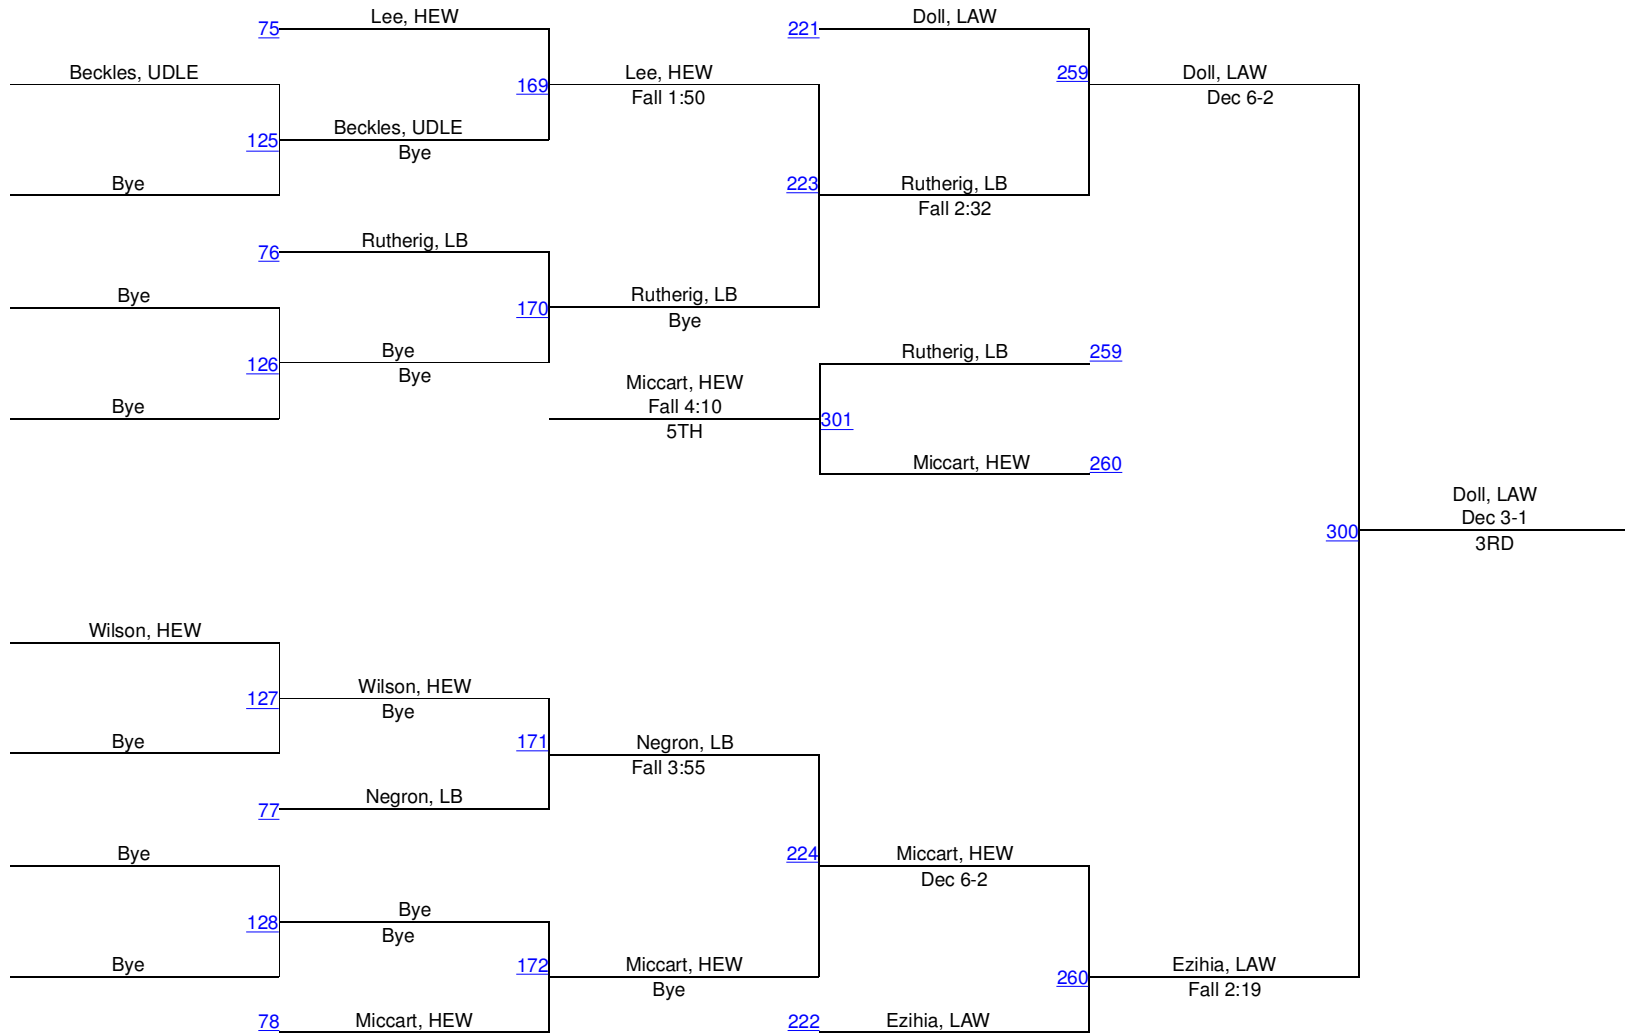 Lee, HEW
75
Doll, LAW
221
Beckles, UDLE
Lee, HEW
169
Fall 1:50
259
Doll, LAW
Dec 6-2
125
Beckles, UDLE
Bye
Bye
223
Rutherig, LB
Fall 2:32
76
Rutherig, LB
Bye
170
Rutherig, LB
Bye
126
Bye
Bye
Bye
Rutherig, LB
259
Miccart, HEW
Fall 4:10
5TH
301
Miccart, HEW
260
Doll, LAW
Dec 3-1
3RD
300
Wilson, HEW
127
Wilson, HEW
Bye
Bye
171
Negron, LB
Fall 3:55
77
Negron, LB
Bye
224
Miccart, HEW
Dec 6-2
128
Bye
Bye
Bye
172
Miccart, HEW
Bye
260
Ezihia, LAW
Fall 2:19
78
Miccart, HEW
222
Ezihia, LAW